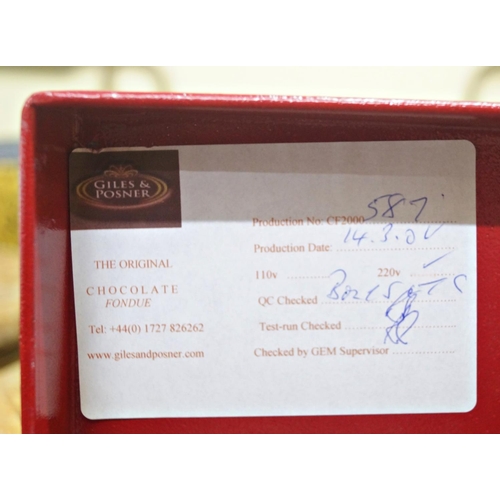 GILES &
POSNER
THE ORIGINAL
CHOCOLATE
FONDUE
Tel: +44(0) 1727 826262
www.gilesandposner.com
Production No: CF2000 587
Production Date: 14.3.0
110v 220v ✓
QC Checked
Test-run Checked
Checked by GEM Supervisor